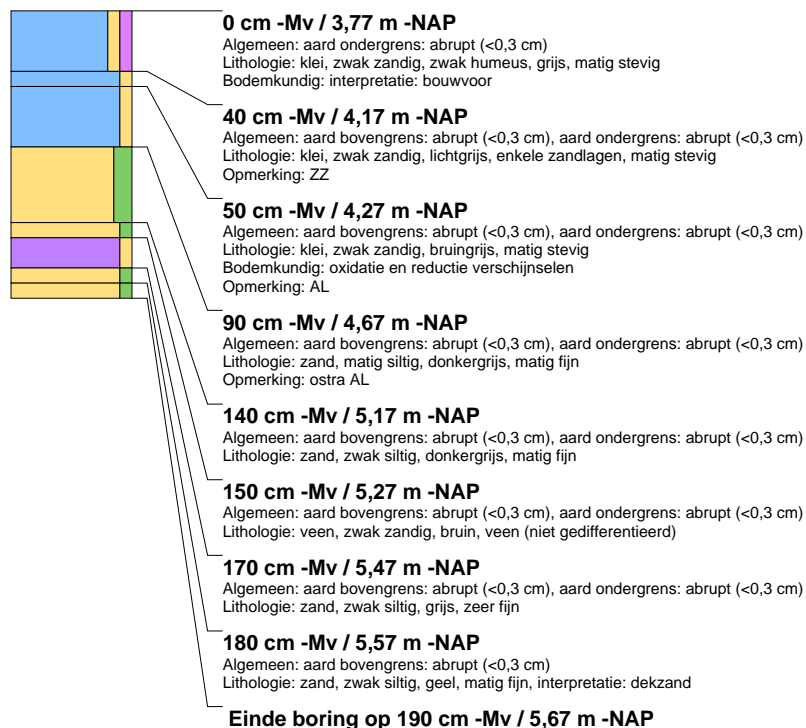 0 cm -Mv / 3,77 m -NAP
Algemeen: aard ondergrens: abrupt (<0,3 cm)
Lithologie: klei, zwak zandig, zwak humeus, grijs, matig stevig
Bodemkundig: interpretatie: bouwvoor
40 cm -Mv / 4,17 m -NAP
Algemeen: aard bovengrens: abrupt (<0,3 cm), aard ondergrens: abrupt (<0,3 cm)
Lithologie: klei, zwak zandig, lichtgrijs, enkele zandlagen, matig stevig
Opmerking: ZZ
50 cm -Mv / 4,27 m -NAP
Algemeen: aard bovengrens: abrupt (<0,3 cm), aard ondergrens: abrupt (<0,3 cm)
Lithologie: klei, zwak zandig, bruingrijs, matig stevig
Bodemkundig: oxidatie en reductie verschijnselen
Opmerking: AL
90 cm -Mv / 4,67 m -NAP
Algemeen: aard bovengrens: abrupt (<0,3 cm), aard ondergrens: abrupt (<0,3 cm)
Lithologie: zand, matig siltig, donkergrijs, matig fijn
Opmerking: ostra AL
140 cm -Mv / 5,17 m -NAP
Algemeen: aard bovengrens: abrupt (<0,3 cm), aard ondergrens: abrupt (<0,3 cm)
Lithologie: zand, zwak siltig, donkergrijs, matig fijn
150 cm -Mv / 5,27 m -NAP
Algemeen: aard bovengrens: abrupt (<0,3 cm), aard ondergrens: abrupt (<0,3 cm)
Lithologie: veen, zwak zandig, bruin, veen (niet gedifferentieerd)
170 cm -Mv / 5,47 m -NAP
Algemeen: aard bovengrens: abrupt (<0,3 cm), aard ondergrens: abrupt (<0,3 cm)
Lithologie: zand, zwak siltig, grijs, zeer fijn
180 cm -Mv / 5,57 m -NAP
Algemeen: aard bovengrens: abrupt (<0,3 cm)
Lithologie: zand, zwak siltig, geel, matig fijn, interpretatie: dekzand
Einde boring op 190 cm -Mv / 5,67 m -NAP